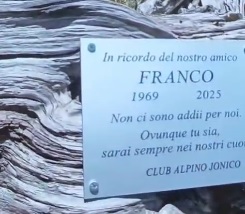 In ricordo del nostro amico
FRANCO
1969 2025
Non ci sono addii per noi.
Ovunque tu sia,
sarai sempre nei nostri cuo
CLUB ALPINO JONICO